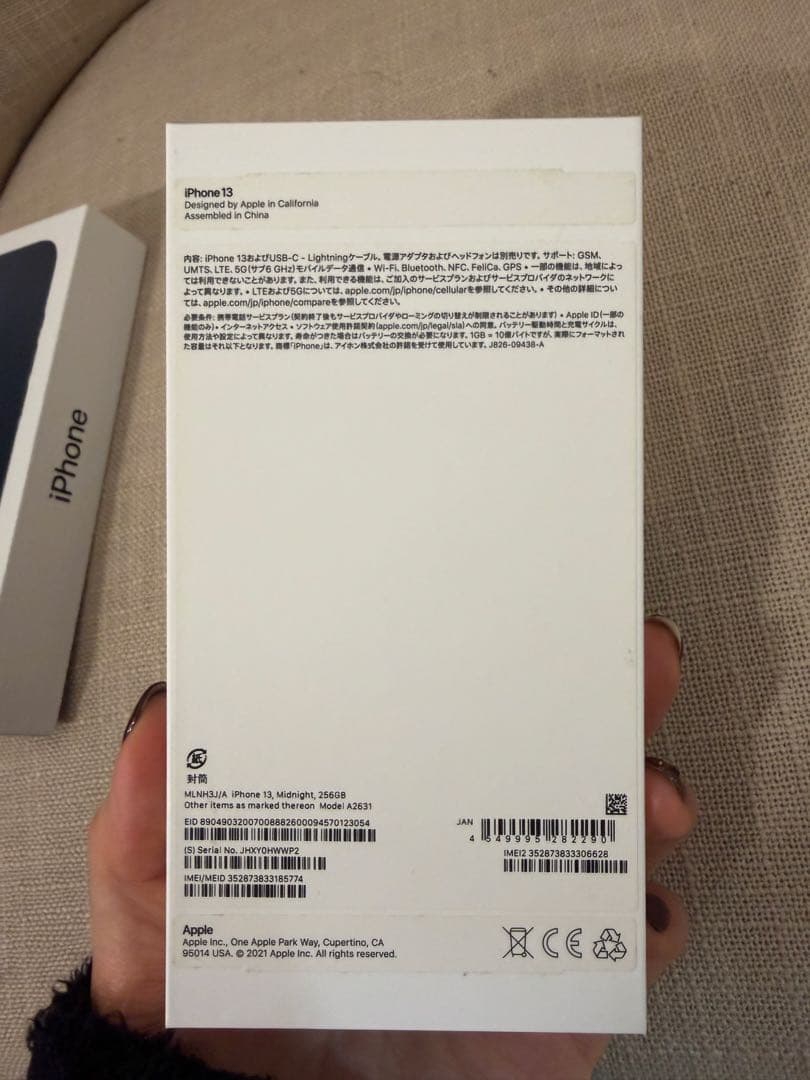 iPhone 13
Designed by Apple in California
Assembled in China
内容: iPhone 13およびUSB-C - Lightningケーブル。電源アダプタおよびヘッドフォンは別売りです。サポート: GSM,
UMTS, LTE, 5G(サブ6 GHz)モバイルデータ通信 • Wi-Fi, Bluetooth, NFC, FeliCa, GPS • 一部の機能は、地域によっ
ては利用できないことがあります。また、利用できる機能は、ご加入のサービスプランおよびサービスプロバイダのネットワークに
よって異なります。• LTEおよび5Gについては、apple.com/jp/iphone/cellularを参照してください。• その他の詳細につい
ては、apple.com/jp/iphone/compareを参照してください。
必要条件: 携帯電話サービスプラン(契約終了後もサービスプロバイダやローミングの切り替えが制限されることがあります) • Apple ID(一部の
機能のみ) • インターネットアクセス • ソフトウェア使用許諾契約(apple.com/jp/legal/sla)への同意。バッテリー駆動時間と充電サイクルは、
使用方法や設定によって異なります。寿命がつきた場合はバッテリーの交換が必要になります。1GB = 10億バイトですが、実際にフォーマットされ
た容量はそれ以下となります。商標「iPhone」は、アイホン株式会社の許諾を受けて使用しています。J826-09438-A
iPhone
紙
封筒
MLNH3J/A iPhone 13, Midnight, 256GB
Other items as marked thereon Model A2631
EID 89049032007008882600094570123054
JAN
4 549995 282290
(S) Serial No. JHXY0HWWP2
IMEI2 352873833306628
IMEI/MEID 352873833185774
Apple
Apple Inc., One Apple Park Way, Cupertino, CA
95014 USA. © 2021 Apple Inc. All rights reserved.
CE